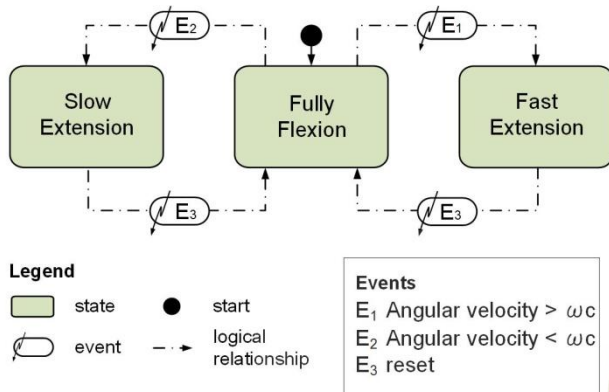 E₂
E₁
Slow
Extension
Fully
Flexion
Fast
Extension
E₃
E₃
Legend
state
start
event
logical
relationship
Events
E₁ Angular velocity > ωc
E₂ Angular velocity < ωc
E₃ reset